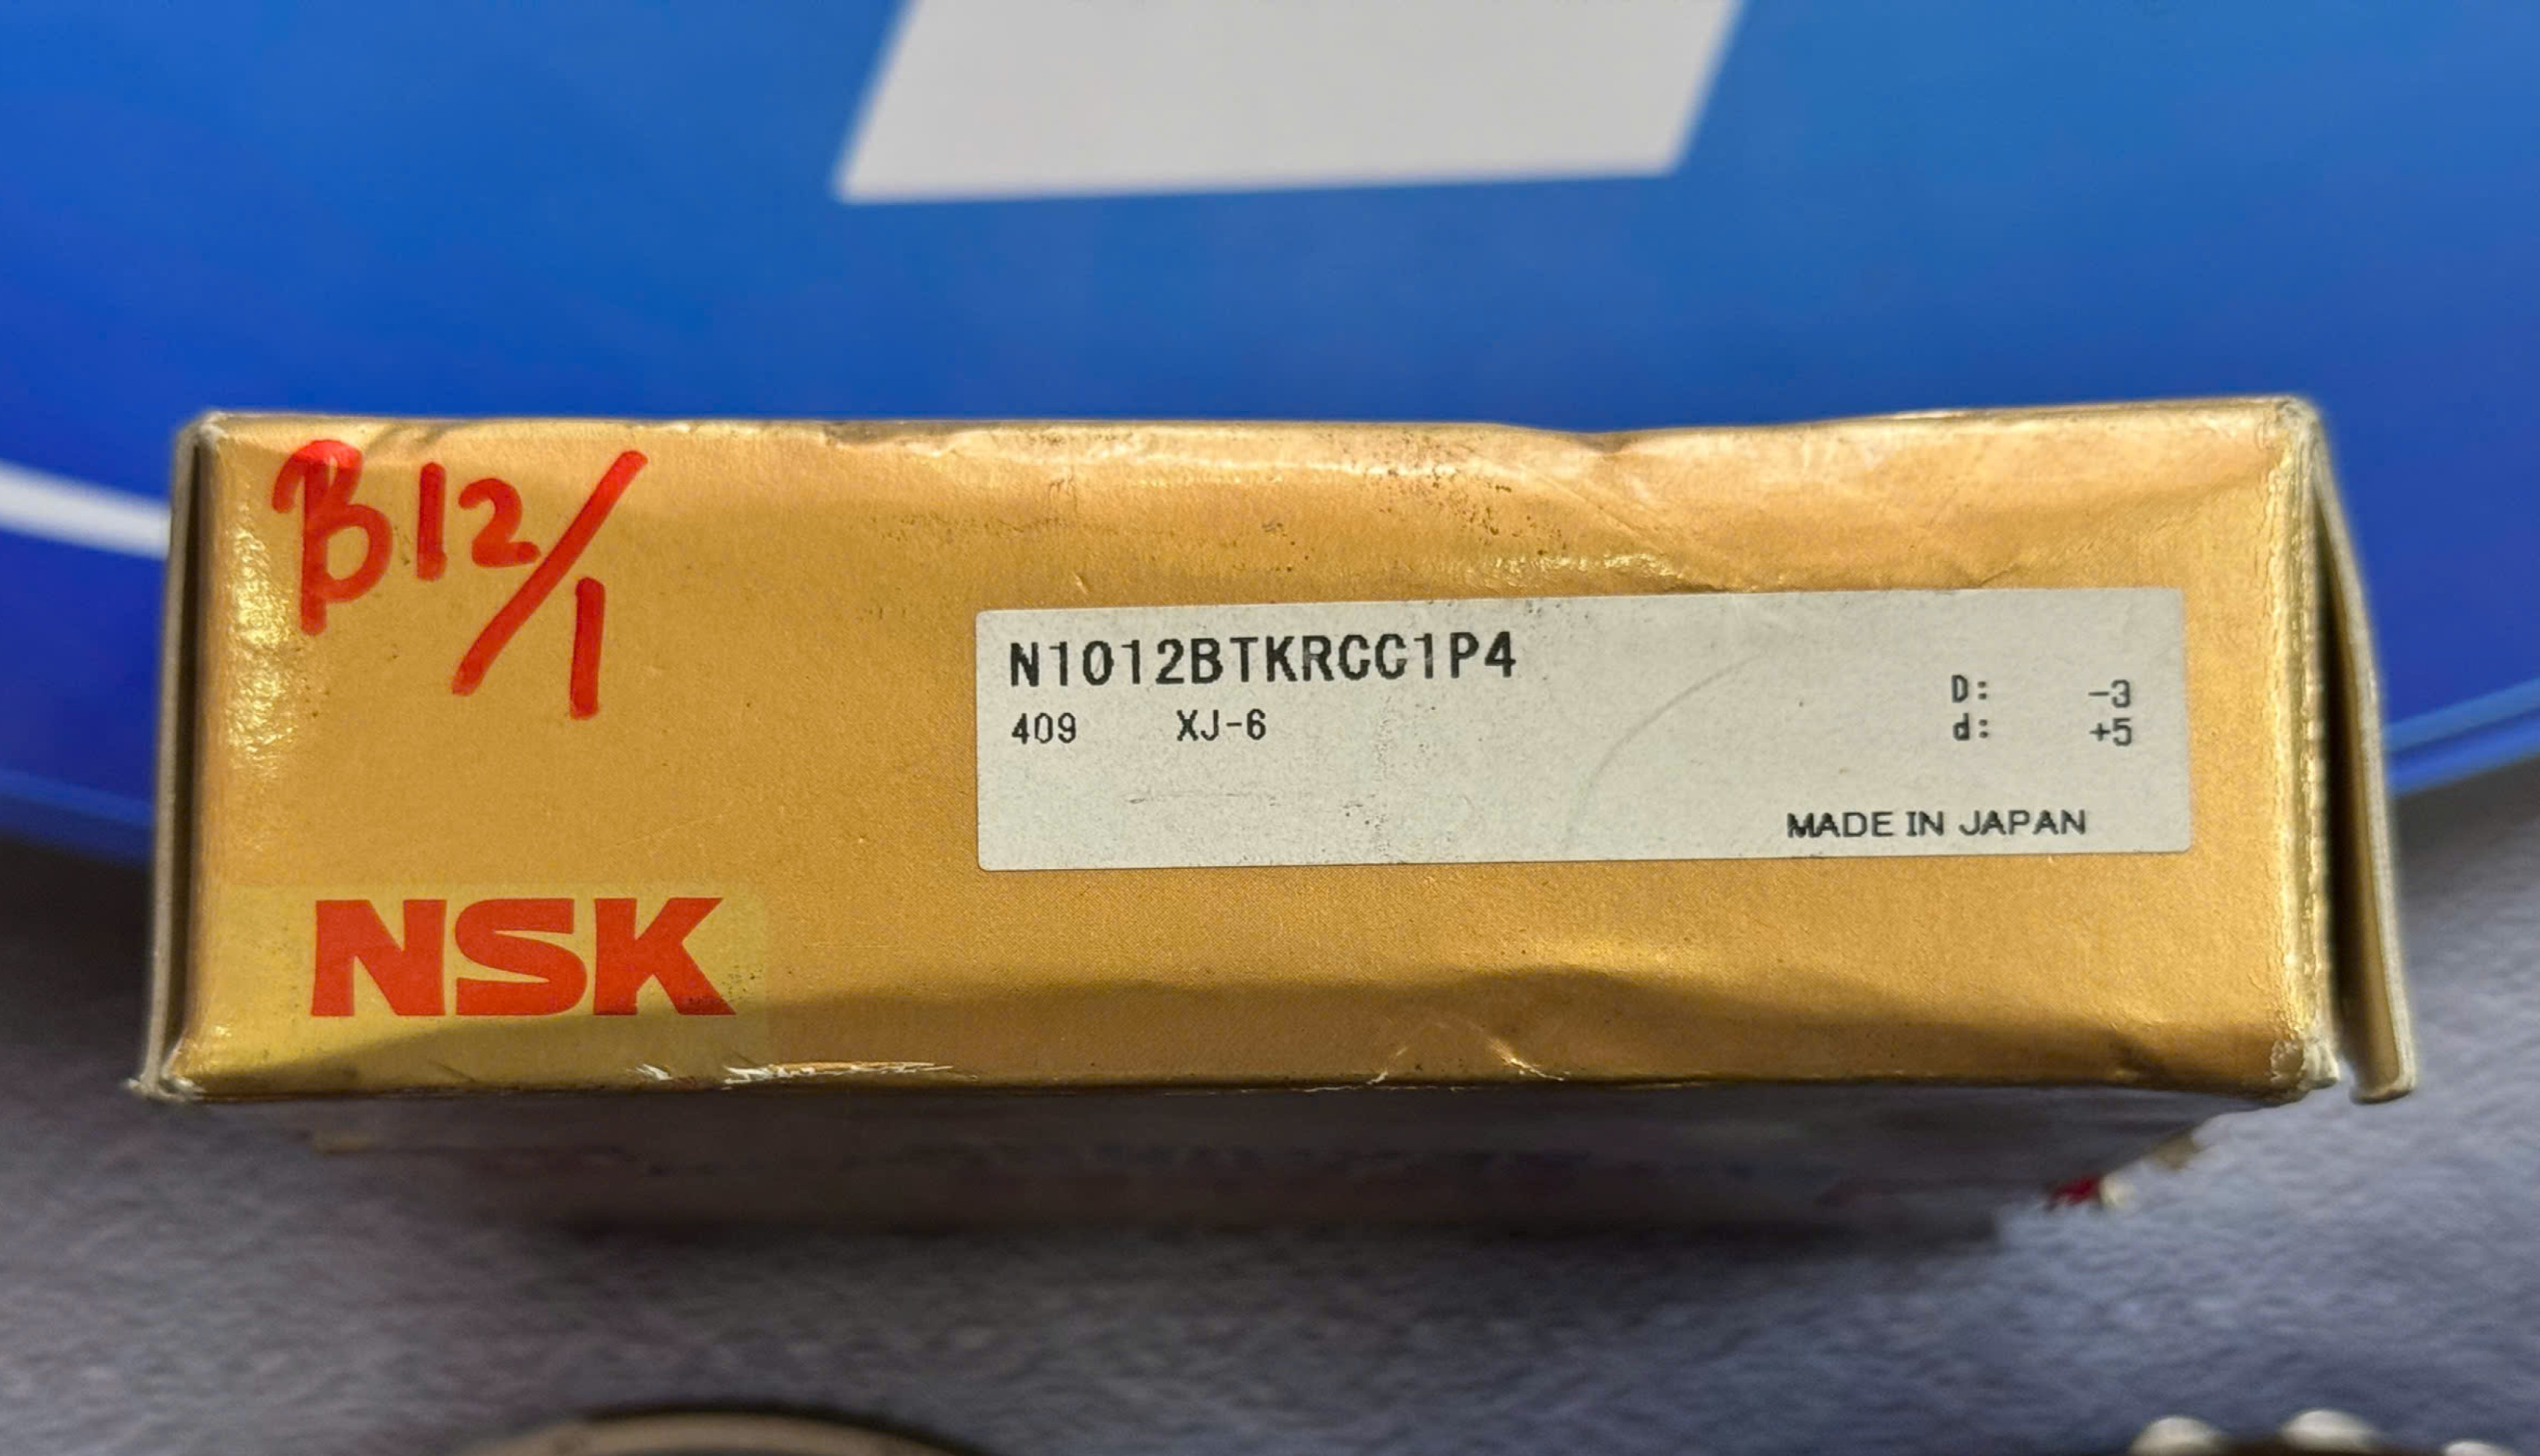 B12/1
N1012BTKRCC1P4
409 XJ-6
D: -3
d: +5
MADE IN JAPAN
NSK